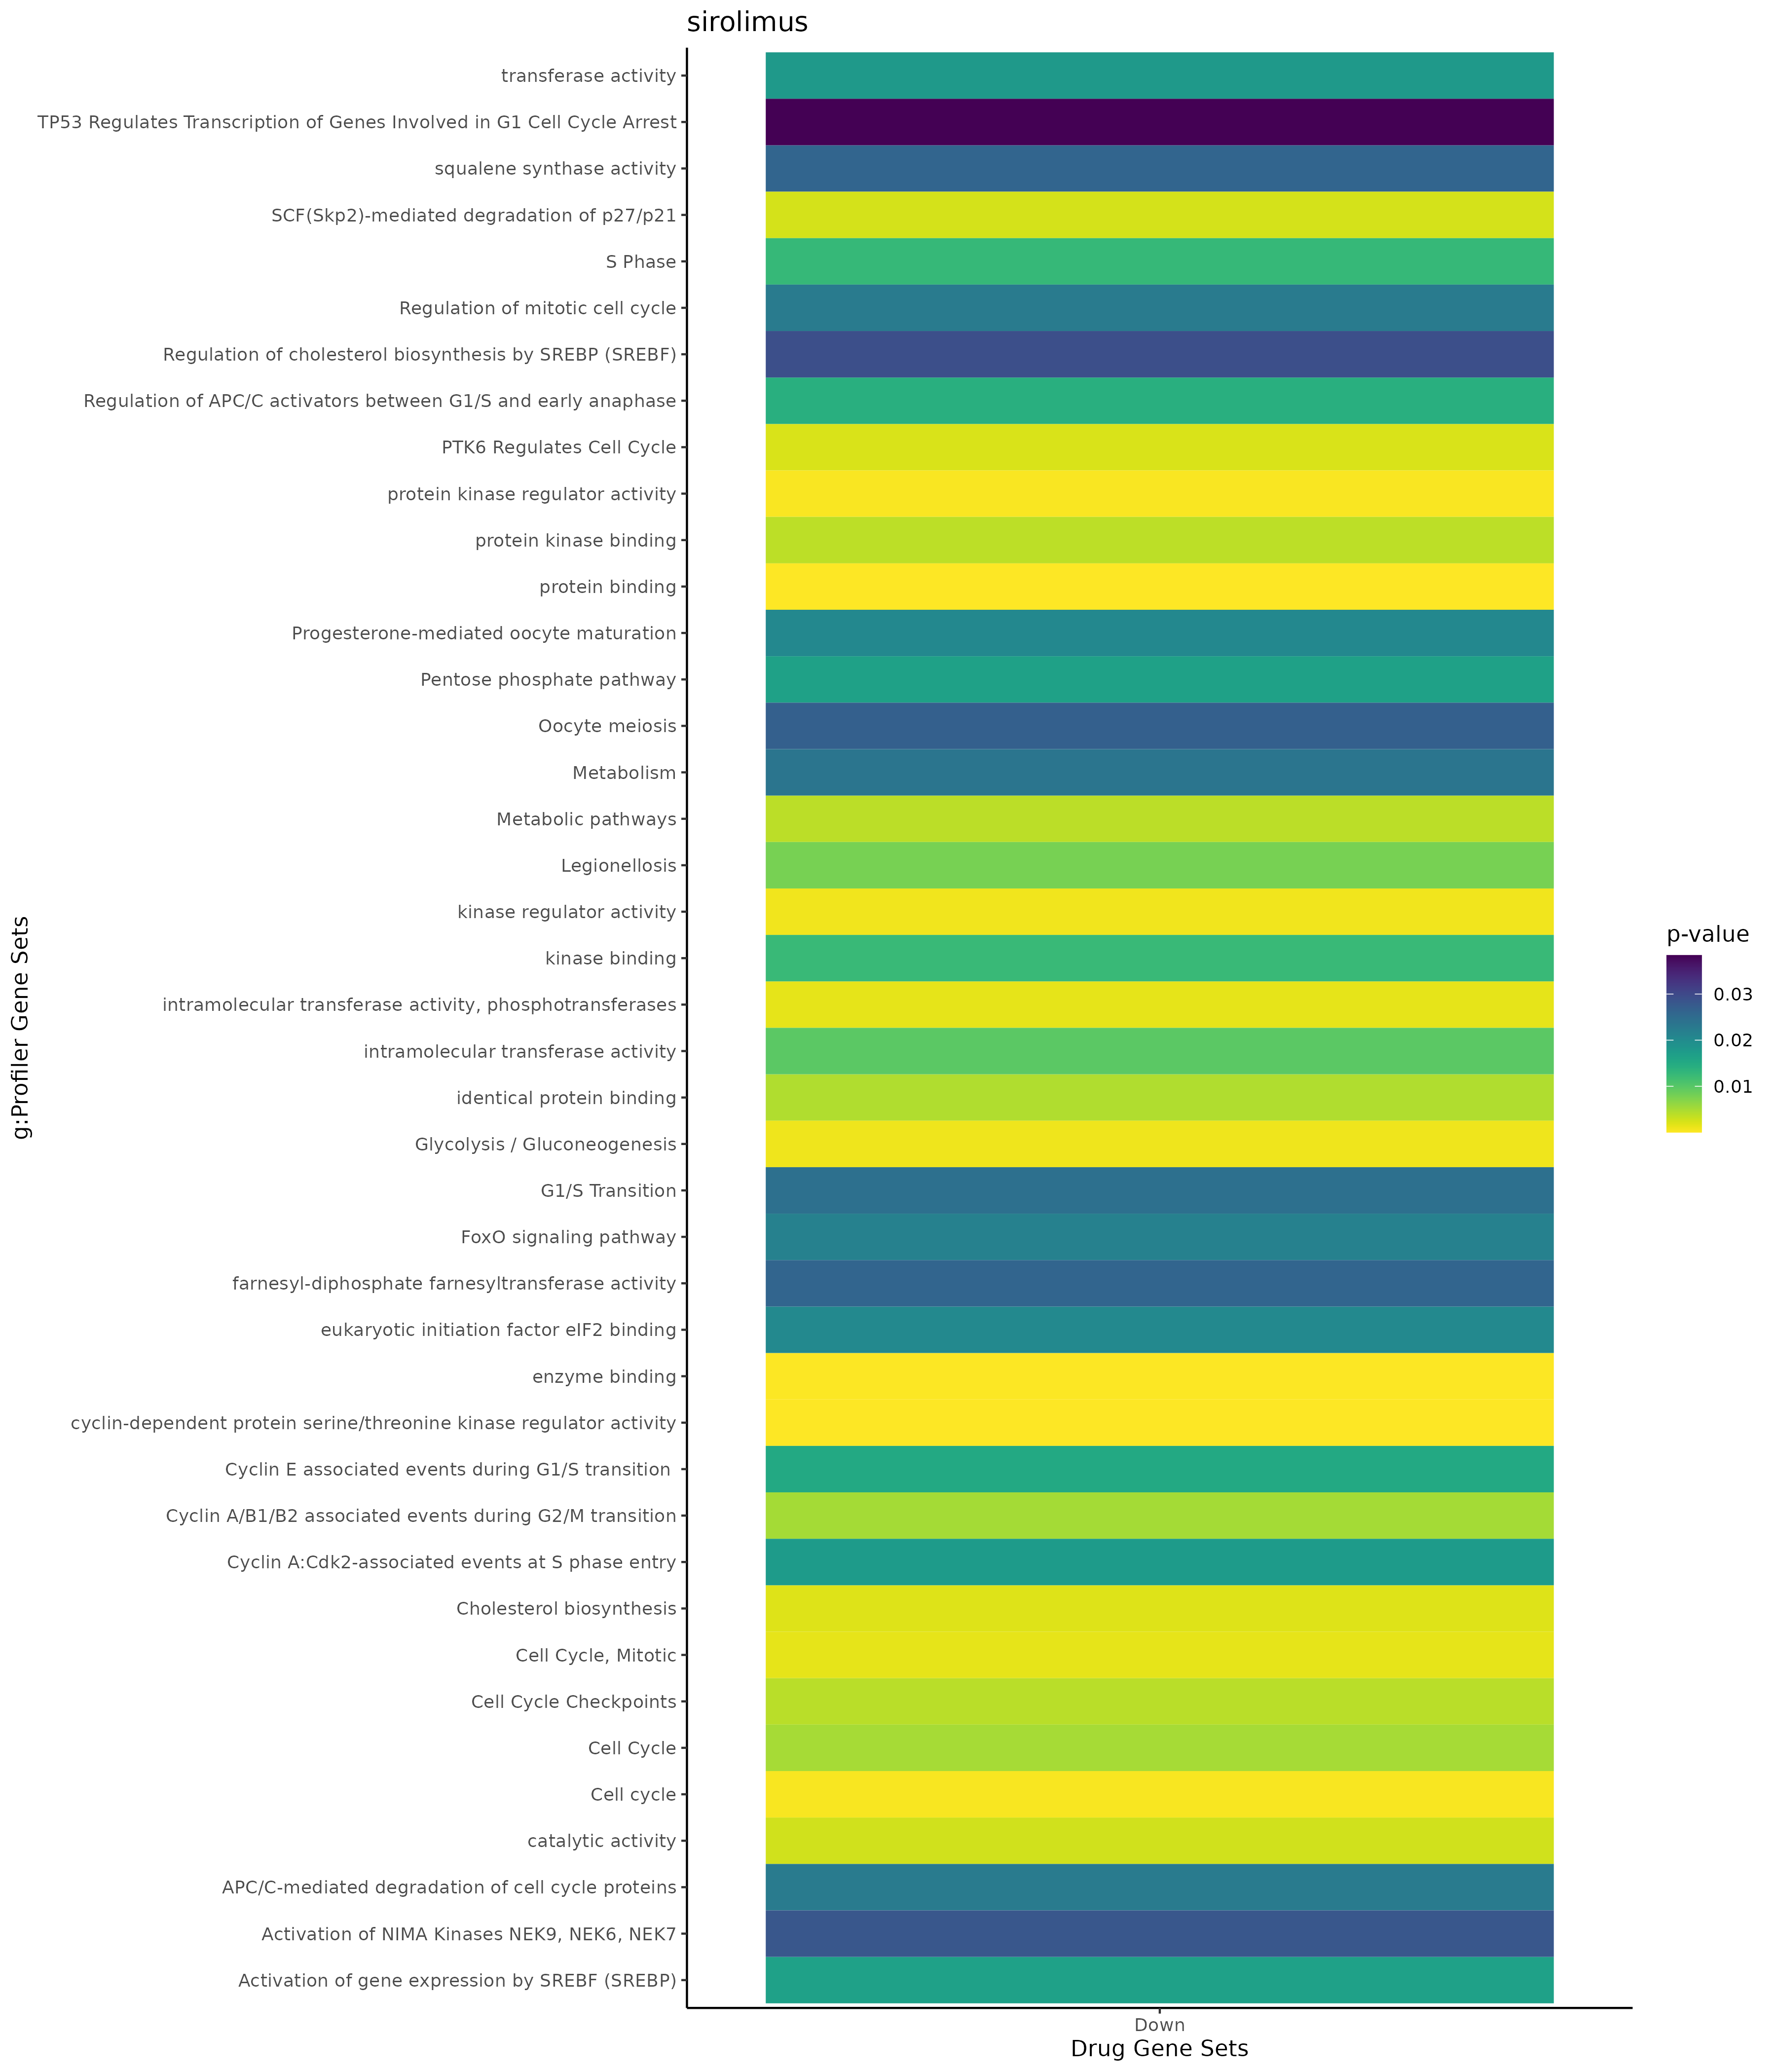 sirolimus
transferase activity
TP53 Regulates Transcription of Genes Involved in G1 Cell Cycle Arrest
squalene synthase activity
SCF(Skp2)-mediated degradation of p27/p21
S Phase
Regulation of mitotic cell cycle
Regulation of cholesterol biosynthesis by SREBP (SREBF)
Regulation of APC/C activators between G1/S and early anaphase
PTK6 Regulates Cell Cycle
protein kinase regulator activity
protein kinase binding
protein binding
Progesterone-mediated oocyte maturation
Pentose phosphate pathway
Oocyte meiosis
Metabolism
Metabolic pathways
Legionellosis
kinase regulator activity
kinase binding
intramolecular transferase activity, phosphotransferases
intramolecular transferase activity
identical protein binding
Glycolysis / Gluconeogenesis
G1/S Transition
FoxO signaling pathway
farnesyl-diphosphate farnesyltransferase activity
eukaryotic initiation factor eIF2 binding
enzyme binding
cyclin-dependent protein serine/threonine kinase regulator activity
Cyclin E associated events during G1/S transition
Cyclin A/B1/B2 associated events during G2/M transition
Cyclin A:Cdk2-associated events at S phase entry
Cholesterol biosynthesis
Cell Cycle, Mitotic
Cell Cycle Checkpoints
Cell Cycle
Cell cycle
catalytic activity
APC/C-mediated degradation of cell cycle proteins
Activation of NIMA Kinases NEK9, NEK6, NEK7
Activation of gene expression by SREBF (SREBP)
g:Profiler Gene Sets
Down
Drug Gene Sets
p-value
0.03
0.02
0.01